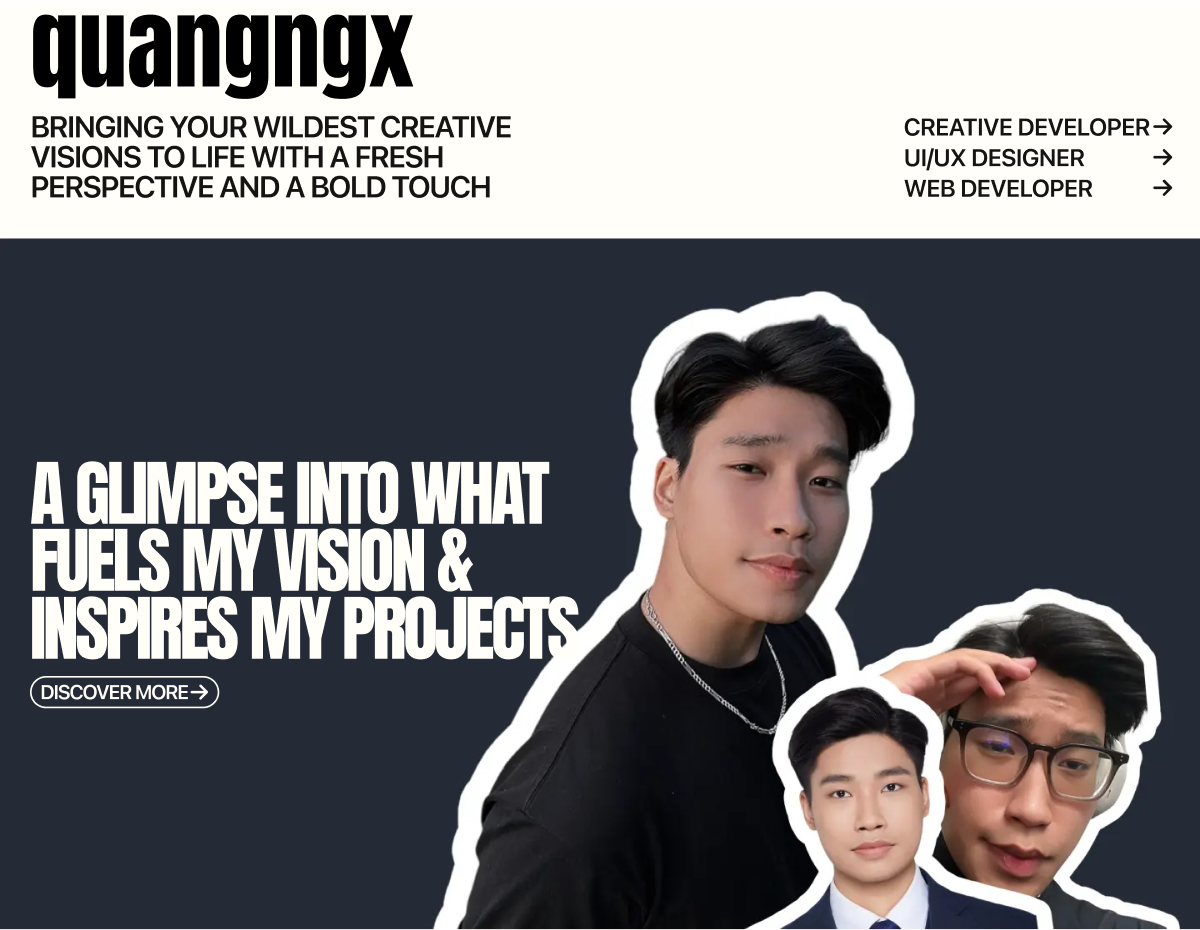 quangngx
BRINGING YOUR WILDEST CREATIVE
VISIONS TO LIFE WITH A FRESH
PERSPECTIVE AND A BOLD TOUCH
CREATIVE DEVELOPER→
UI/UX DESIGNER →
WEB DEVELOPER →
A GLIMPSE INTO WHAT
FUELS MY VISION &
INSPIRES MY PROJECTS
DISCOVER MORE→